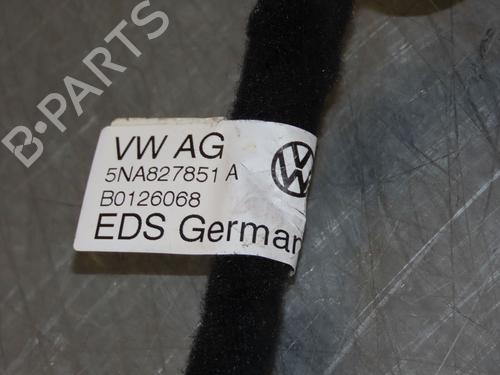 B·PARTS
VW AG
5NA827851 A
B0126068
EDS German